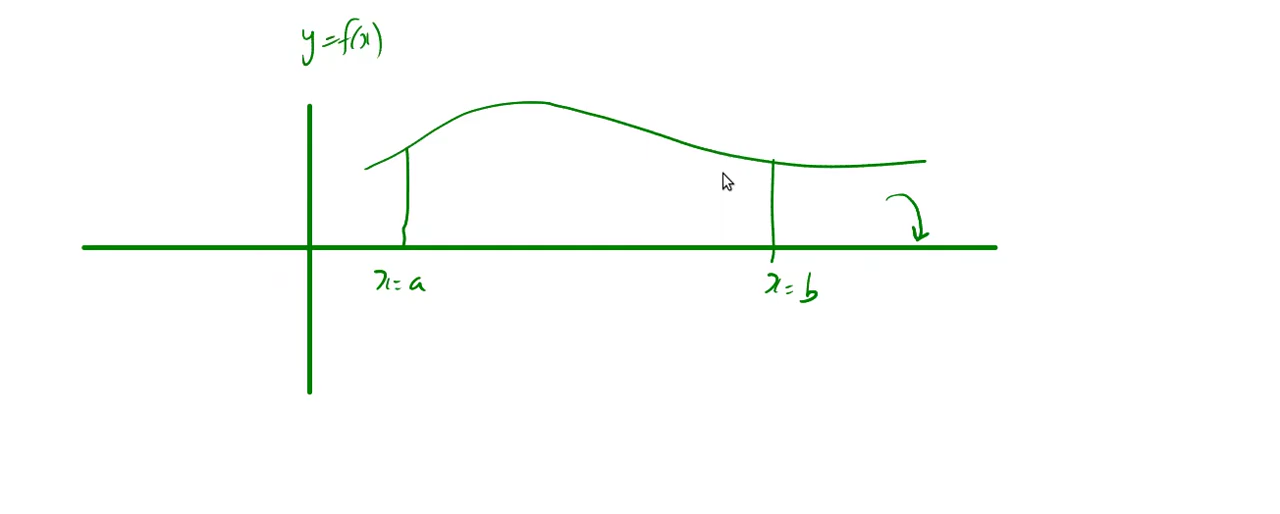 y=f(x)
x=a
x=b